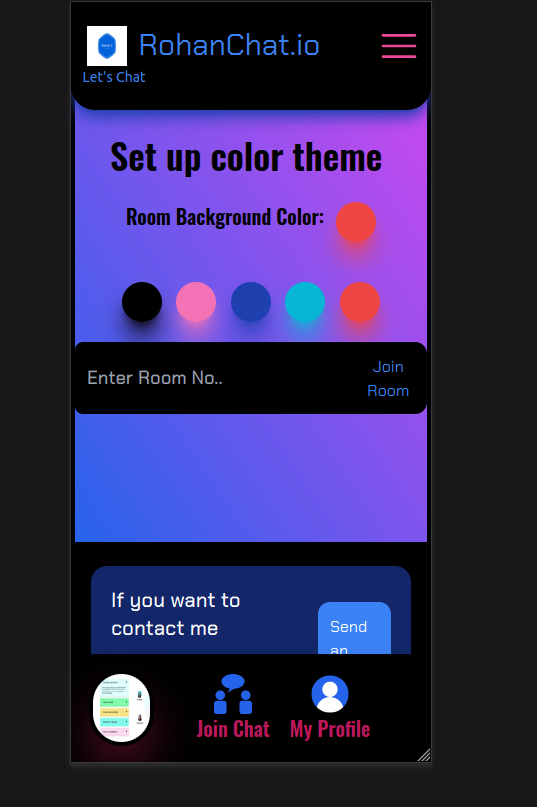 RohanChat.io
Let's Chat
Set up color theme
Room Background Color:
Enter Room No..
Join
Room
If you want to
contact me
Send
an
Join Chat
My Profile